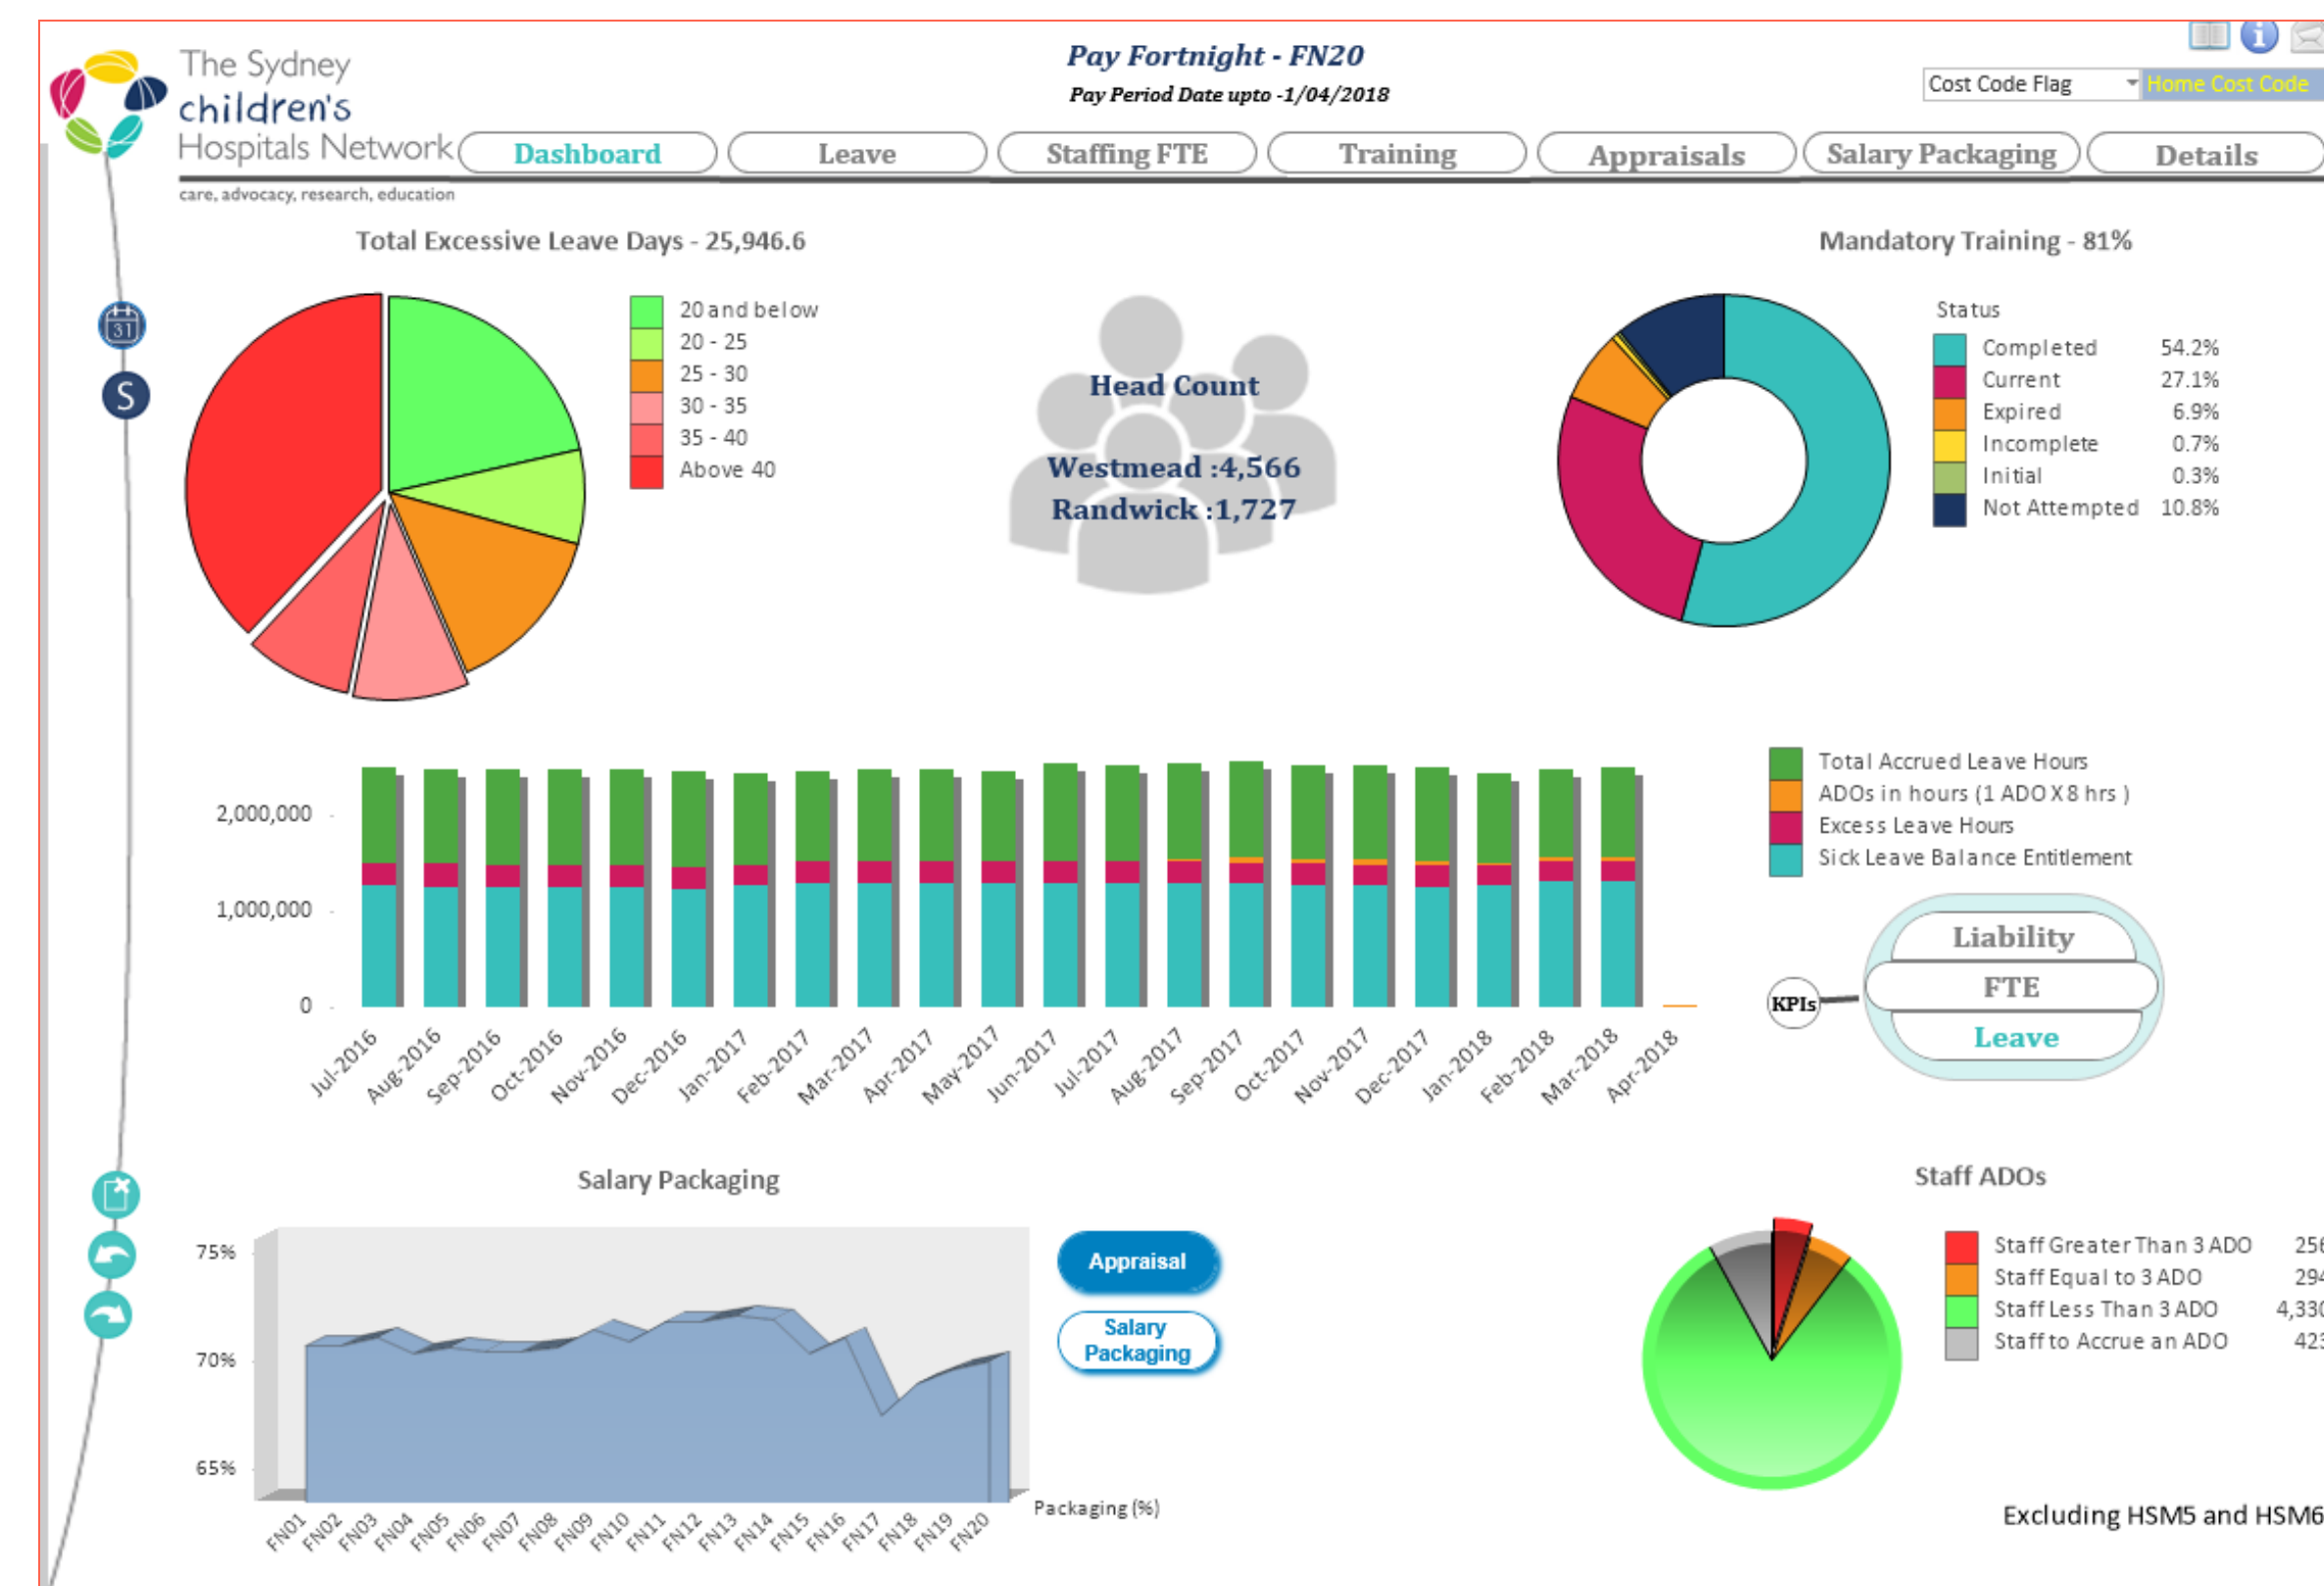 The Sydney
children's
Hospitals Network
care, advocacy, research, education
Pay Fortnight - FN20
Pay Period Date upto -1/04/2018
Cost Code Flag
Home Cost Code
Dashboard
Leave
Staffing FTE
Training
Appraisals
Salary Packaging
Details
31
S
Total Excessive Leave Days - 25,946.6
20 and below
20 - 25
25 - 30
30 - 35
35 - 40
Above 40
Head Count
Westmead :4,566
Randwick :1,727
Mandatory Training - 81%
Status
Completed 54.2%
Current 27.1%
Expired 6.9%
Incomplete 0.7%
Initial 0.3%
Not Attempted 10.8%
2,000,000
1,000,000
0
Jul-2016
Aug-2016
Sep-2016
Oct-2016
Nov-2016
Dec-2016
Jan-2017
Feb-2017
Mar-2017
Apr-2017
May-2017
Jun-2017
Jul-2017
Aug-2017
Sep-2017
Oct-2017
Nov-2017
Dec-2017
Jan-2018
Feb-2018
Mar-2018
Apr-2018
Total Accrued Leave Hours
ADOs in hours (1 ADO X 8 hrs )
Excess Leave Hours
Sick Leave Balance Entitlement
KPIs
Liability
FTE
Leave
Salary Packaging
75%
70%
65%
FN01
FN02
FN03
FN04
FN05
FN06
FN07
FN08
FN09
FN10
FN11
FN12
FN13
FN14
FN15
FN16
FN17
FN18
FN19
FN20
Packaging (%)
Appraisal
Salary
Packaging
Staff ADOs
Staff Greater Than 3 ADO 256
Staff Equal to 3 ADO 294
Staff Less Than 3 ADO 4,330
Staff to Accrue an ADO 423
Excluding HSM5 and HSM6